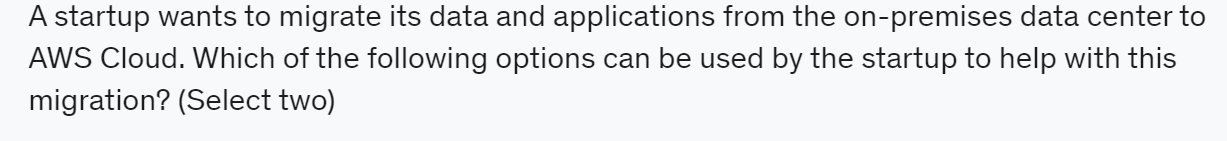 A startup wants to migrate its data and applications from the on-premises data center to
AWS Cloud. Which of the following options can be used by the startup to help with this
migration? (Select two)